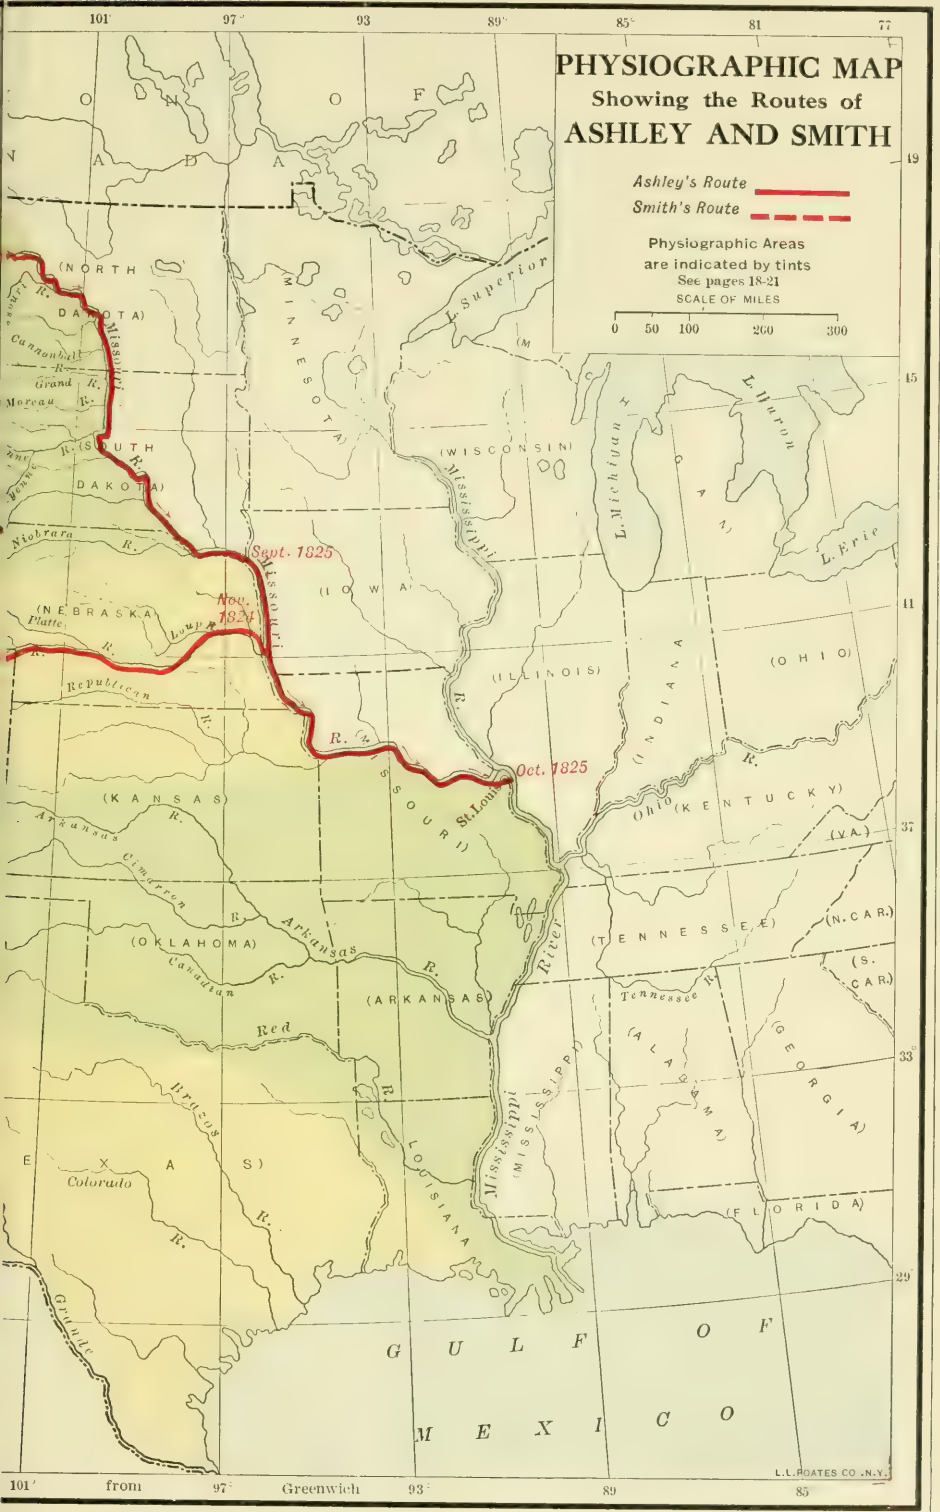 101° 97° 93 89° 85° 81 77
PHYSIOGRAPHIC MAP
Showing the Routes of
ASHLEY AND SMITH
Ashley's Route
Smith's Route
Physiographic Areas
are indicated by tints
See pages 18-21
SCALE OF MILES
0 50 100 200 300
O N O F
A D A
49
(NORTH
DAKOTA)
R.
Missouri
Cannonball
R.
Grand R.
Moreau R.
R.
(SOUTH
DAKOTA)
R.
MINNESOTA)
L. Superior
(M
I
C
H
I
G
A
N)
L. Michigan
L. Huron
L. Erie
45
(WISCONSIN)
Mississippi
Niobrara R.
Sept. 1825
Missouri
(IOWA)
Nov.
1824
(NEBRASKA)
Platte
Loup R.
R.
R.
41
(ILLINOIS)
(INDIANA
(OHIO)
Republican
R.
R.
R.
(MISSOURI)
Oct. 1825
St. Louis
R.
Ohio
(KENTUCKY)
(VA.)
37
(KANSAS)
Arkansas
R.
Cimarron
R.
(OKLAHOMA)
Canadian
R.
Arkansas
R.
(ARKANSAS)
River
(TENNESSEE)
(N. CAR.)
(S.
CAR.)
Tennessee R.
Red
R.
33°
(ALABAMA)
(GEORGIA)
Mississippi
(MISSISSIPPI)
Brazos
R.
E X A S)
Colorado
R.
LOUISIANA
(FLORIDA)
29°
Grande
GULF OF
MEXICO
L.L. POATES CO. N.Y.
101° from 97° Greenwich 93° 89 85